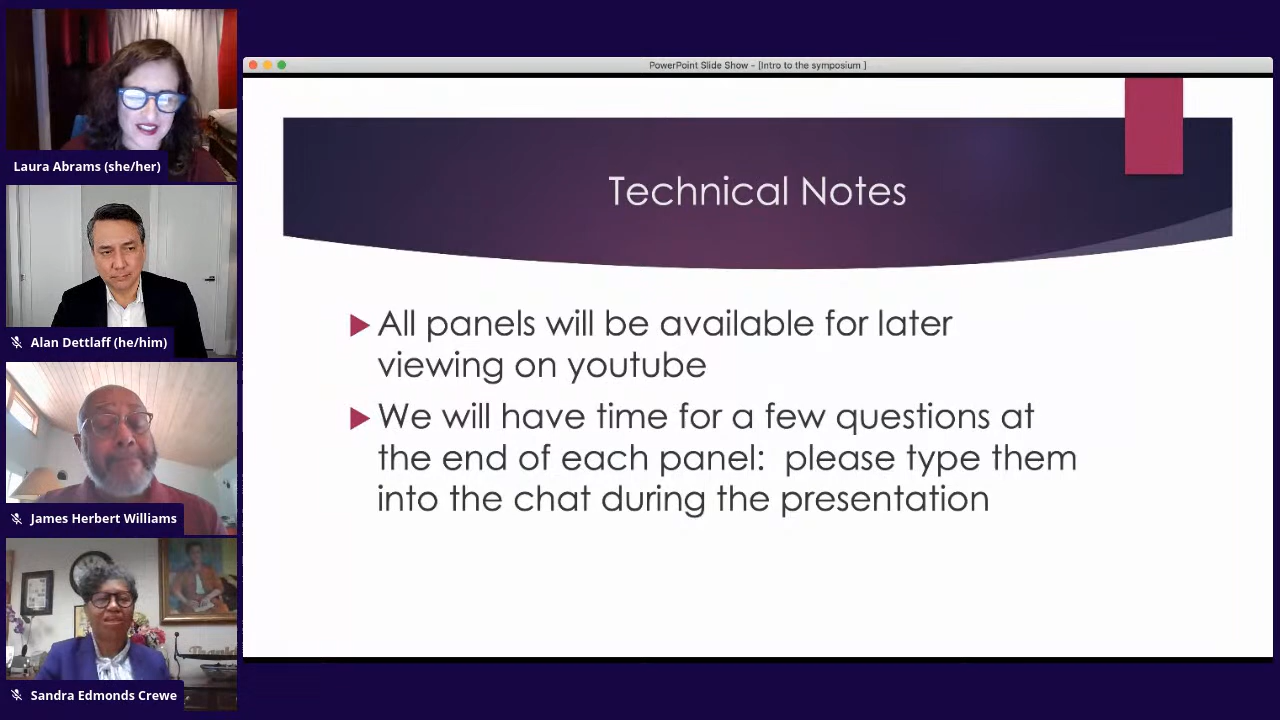 PowerPoint Slide Show - [Intro to the symposium ]
Technical Notes
All panels will be available for later
viewing on youtube
We will have time for a few questions at
the end of each panel:  please type them
into the chat during the presentation
Laura Abrams (she/her)
Alan Dettlaff (he/him)
James Herbert Williams
Sandra Edmonds Crewe